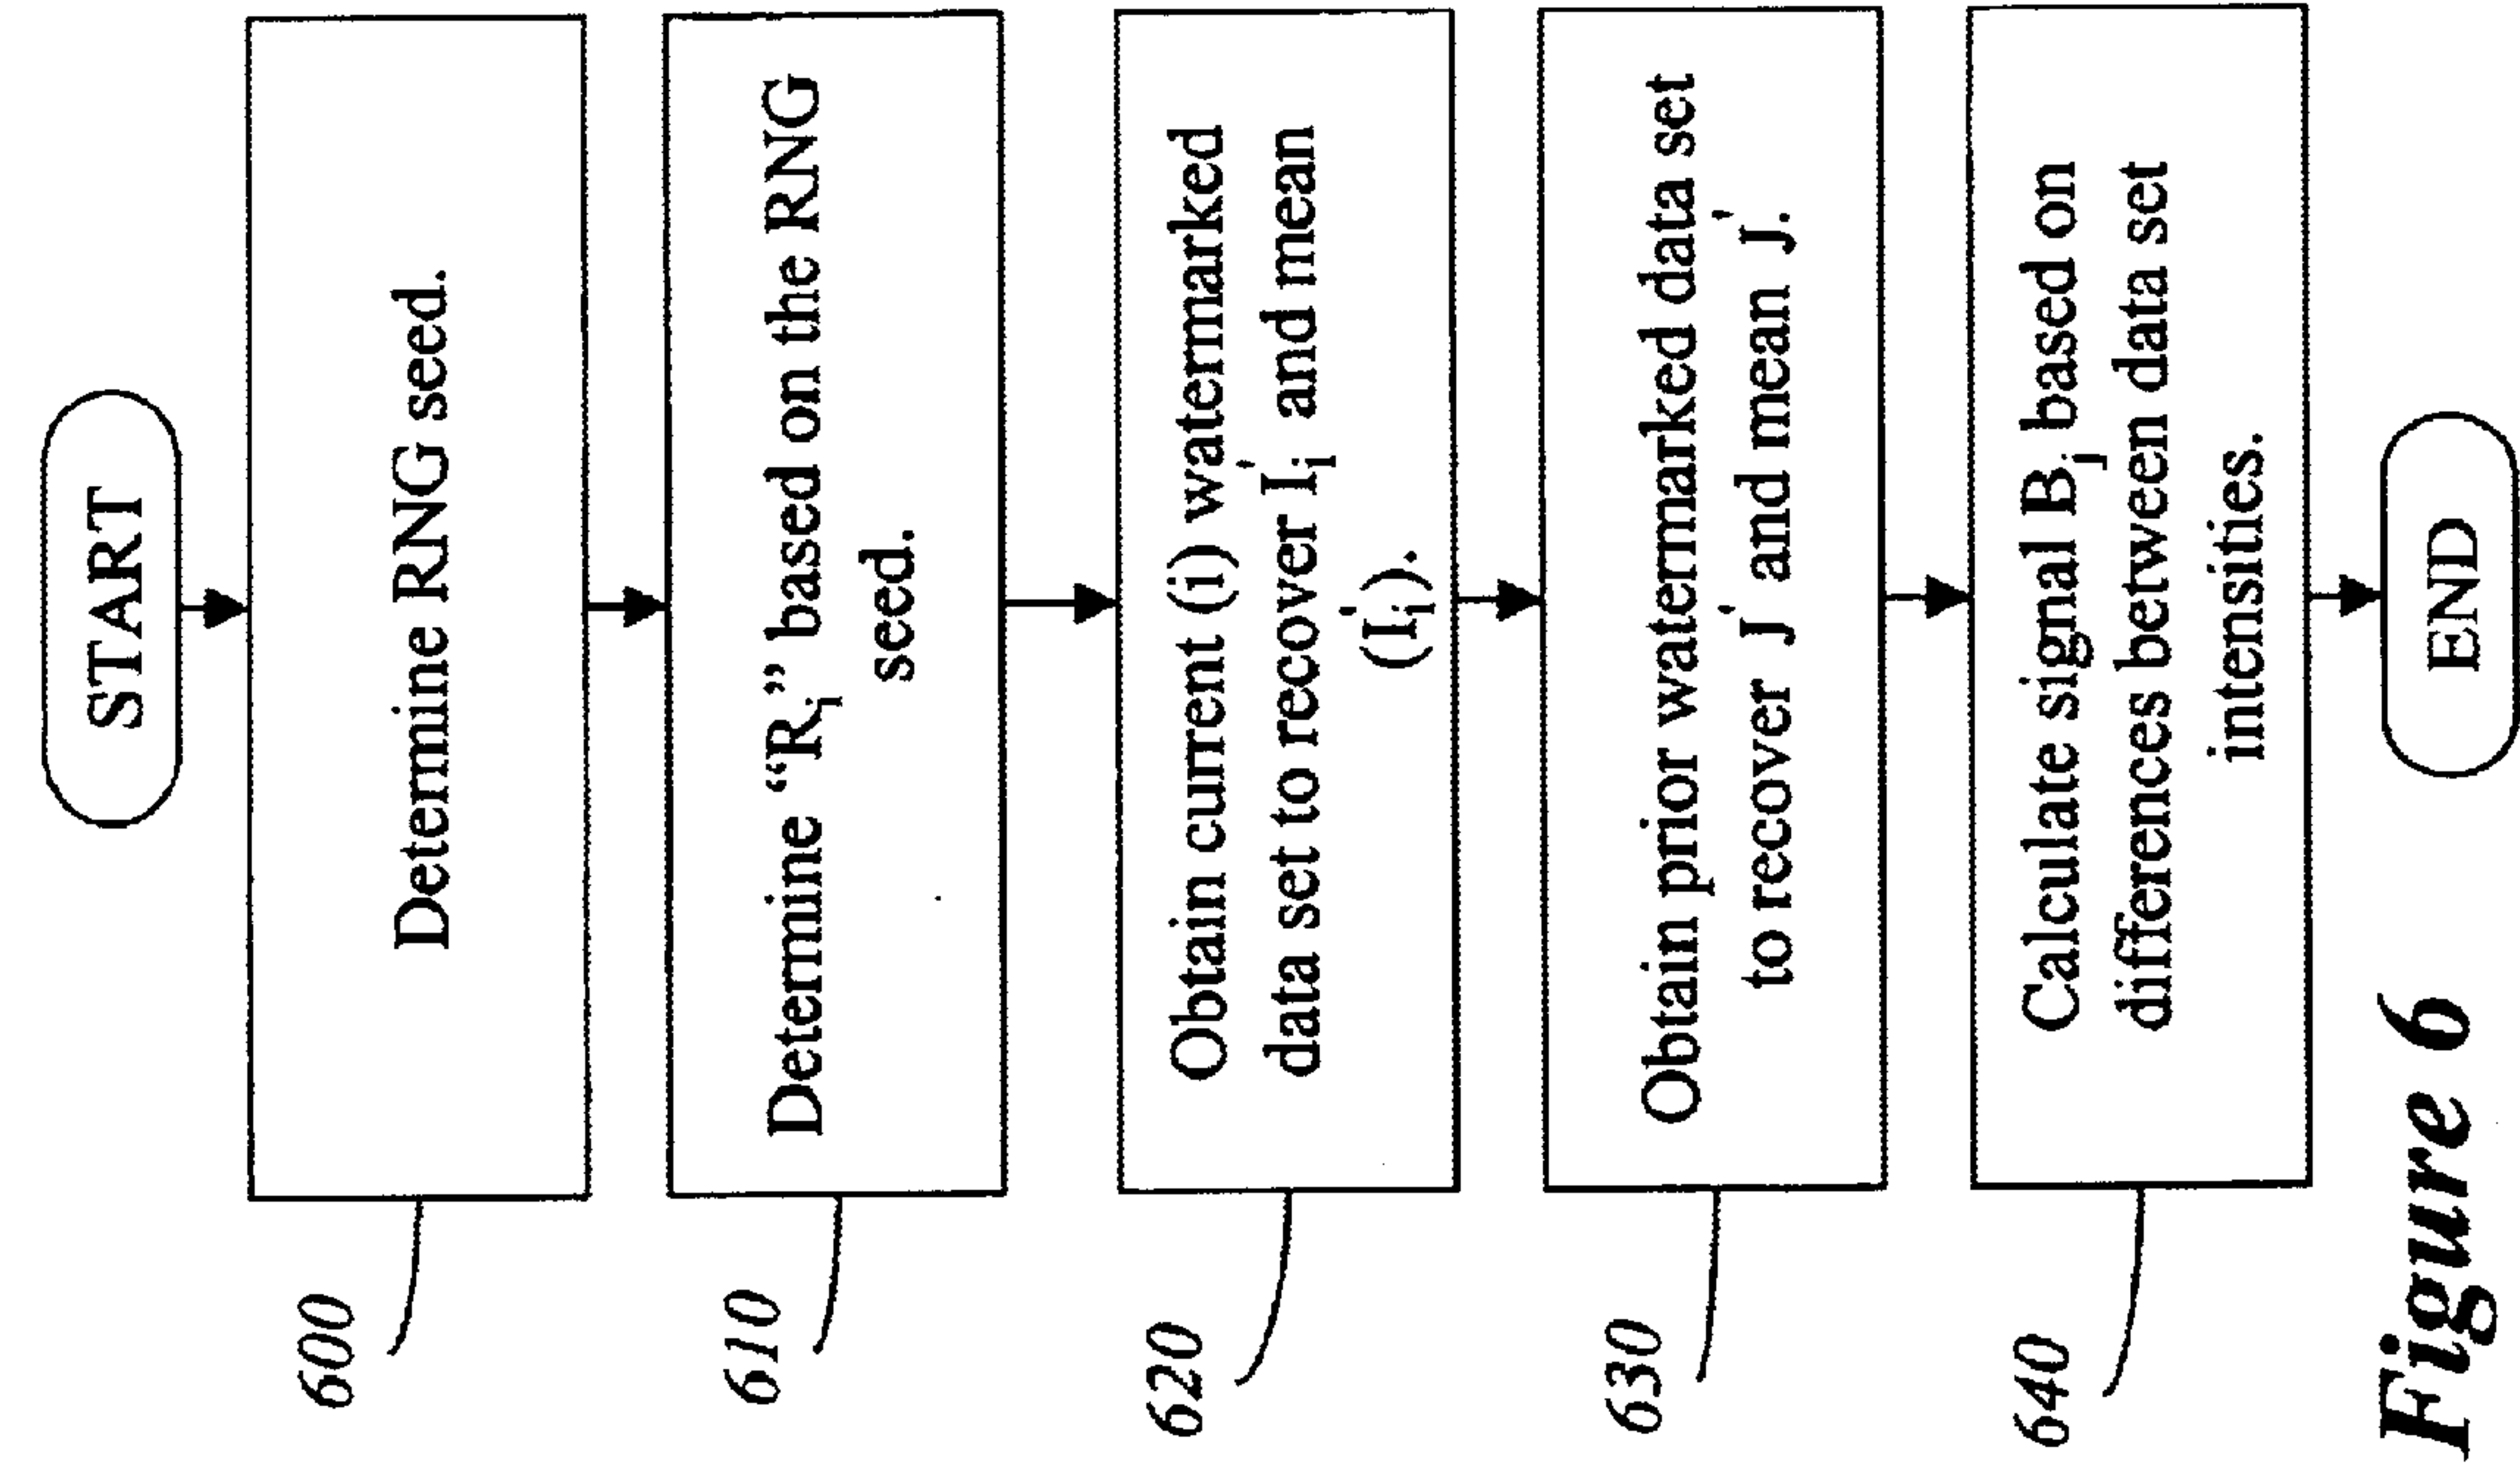 START
600
Determine RNG seed.
610
Determine “Rᵢ” based on the RNG
seed.
620
Obtain current (i) watermarked
data set to recover I'ᵢ and mean
(I'ᵢ).
630
Obtain prior watermarked data set
to recover J' and mean J'.
640
Calculate signal Bⱼ based on
differences between data set
intensities.
END
Figure 6